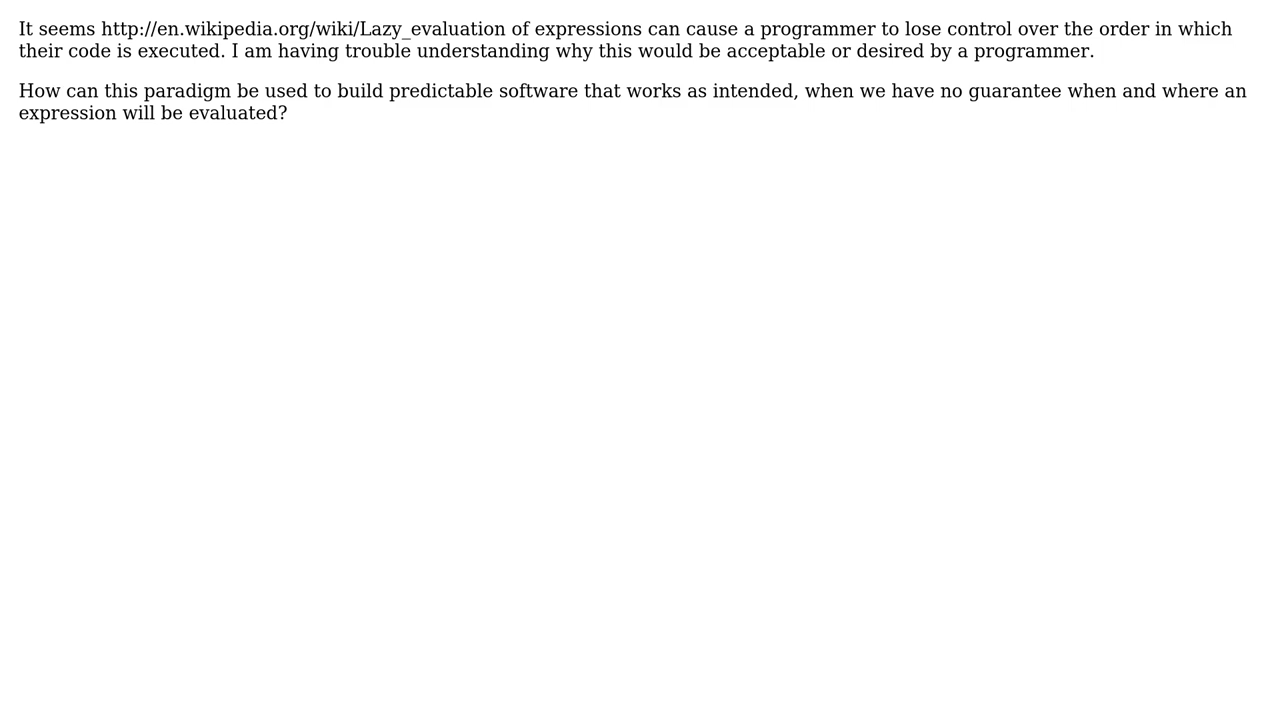 It seems http://en.wikipedia.org/wiki/Lazy_evaluation of expressions can cause a programmer to lose control over the order in which
their code is executed. I am having trouble understanding why this would be acceptable or desired by a programmer.
How can this paradigm be used to build predictable software that works as intended, when we have no guarantee when and where an
expression will be evaluated?